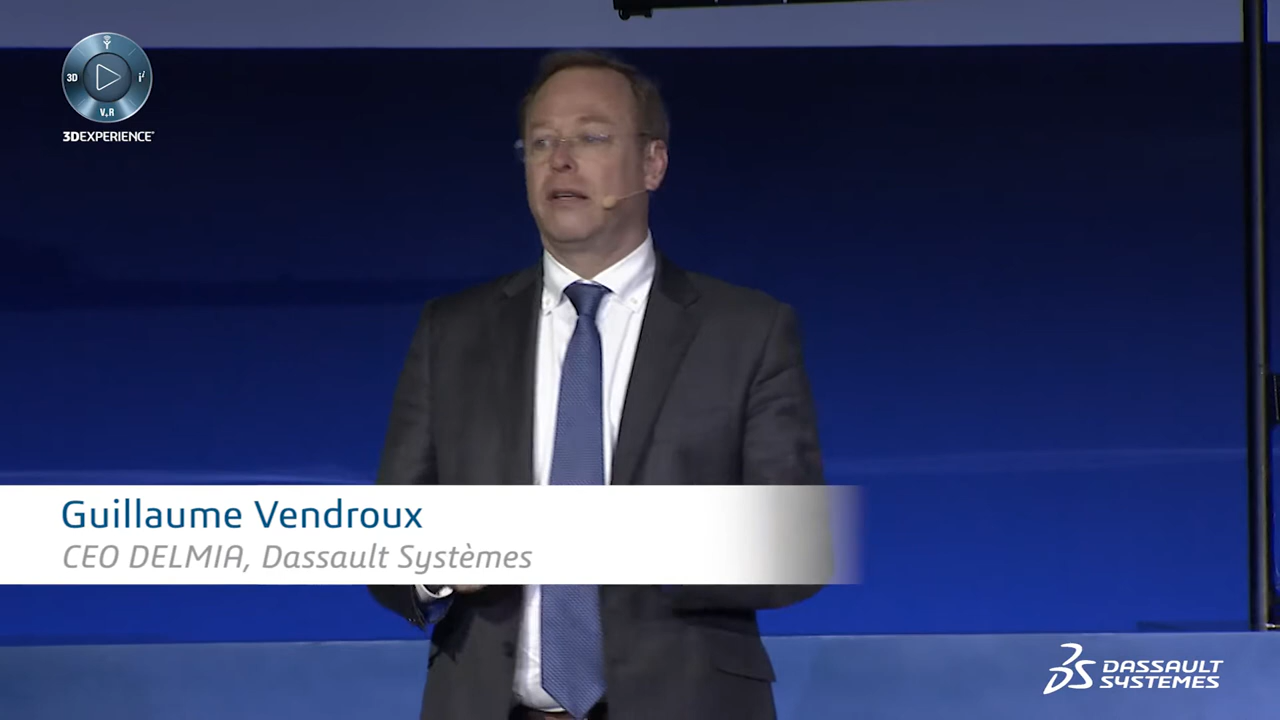 3D
i
V,R
3DEXPERIENCE
Guillaume Vendroux
CEO DELMIA, Dassault Systèmes
DASSAULT
SYSTEMES